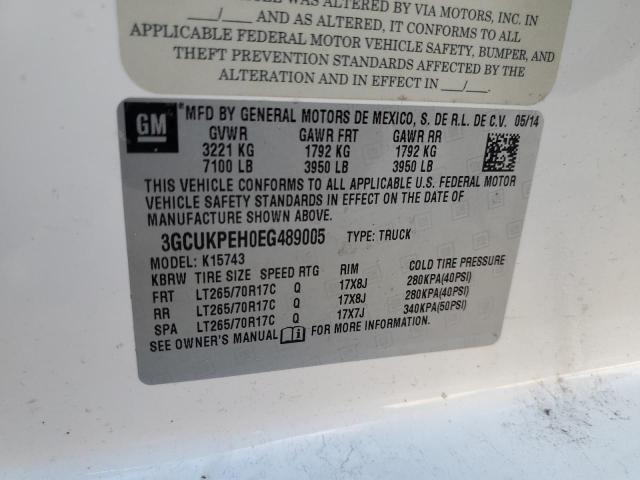 WAS ALTERED BY VIA MOTORS, INC. IN
___/___ AND AS ALTERED, IT CONFORMS TO ALL
APPLICABLE FEDERAL MOTOR VEHICLE SAFETY, BUMPER, AND
THEFT PREVENTION STANDARDS AFFECTED BY THE
ALTERATION AND IN EFFECT IN ___/___.
GM
*MFD BY GENERAL MOTORS DE MEXICO, S. DE R.L. DE C.V. 05/14
GVWR GAWR FRT GAWR RR
3221 KG 1792 KG 1792 KG
7100 LB 3950 LB 3950 LB
THIS VEHICLE CONFORMS TO ALL APPLICABLE U.S. FEDERAL MOTOR
VEHICLE SAFETY STANDARDS IN EFFECT ON THE DATE OF
MANUFACTURE SHOWN ABOVE.
3GCUKPEH0EG489005 TYPE: TRUCK
MODEL: K15743
KBRW TIRE SIZE SPEED RTG RIM COLD TIRE PRESSURE
FRT LT265/70R17C Q 17X8J 280KPA(40PSI)
RR LT265/70R17C Q 17X8J 280KPA(40PSI)
SPA LT265/70R17C Q 17X7J 340KPA(50PSI)
SEE OWNER'S MANUAL i FOR MORE INFORMATION.